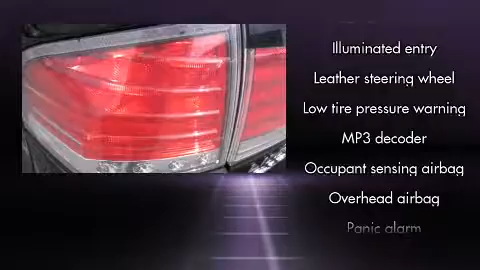 Illuminated entry
Leather steering wheel
Low tire pressure warning
MP3 decoder
Occupant sensing airbag
Overhead airbag
Panic alarm